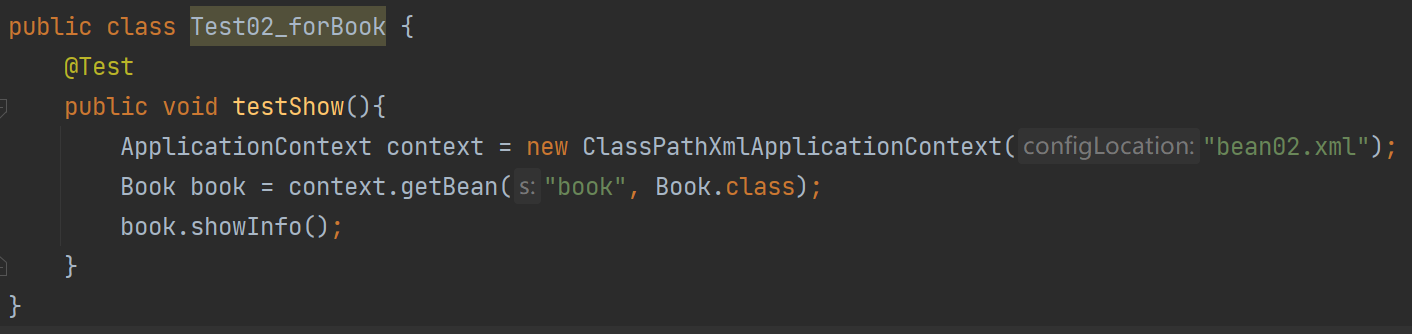 public class Test02_forBook {
@Test
public void testShow(){
ApplicationContext context = new ClassPathXmlApplicationContext( configLocation: "bean02.xml");
Book book = context.getBean( s: "book", Book.class);
book.showInfo();
}
}